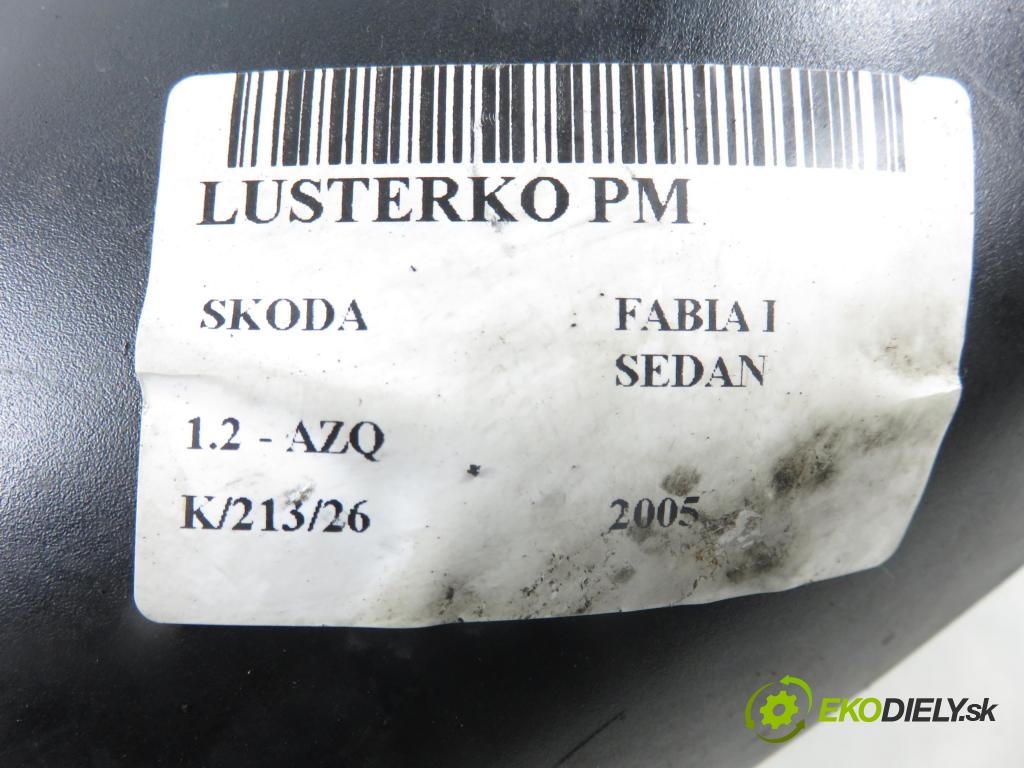 LUSTERKO PM
SKODA
FABIA I
SEDAN
1.2 - AZQ
K/213/26
2005
EKODIELY.sk